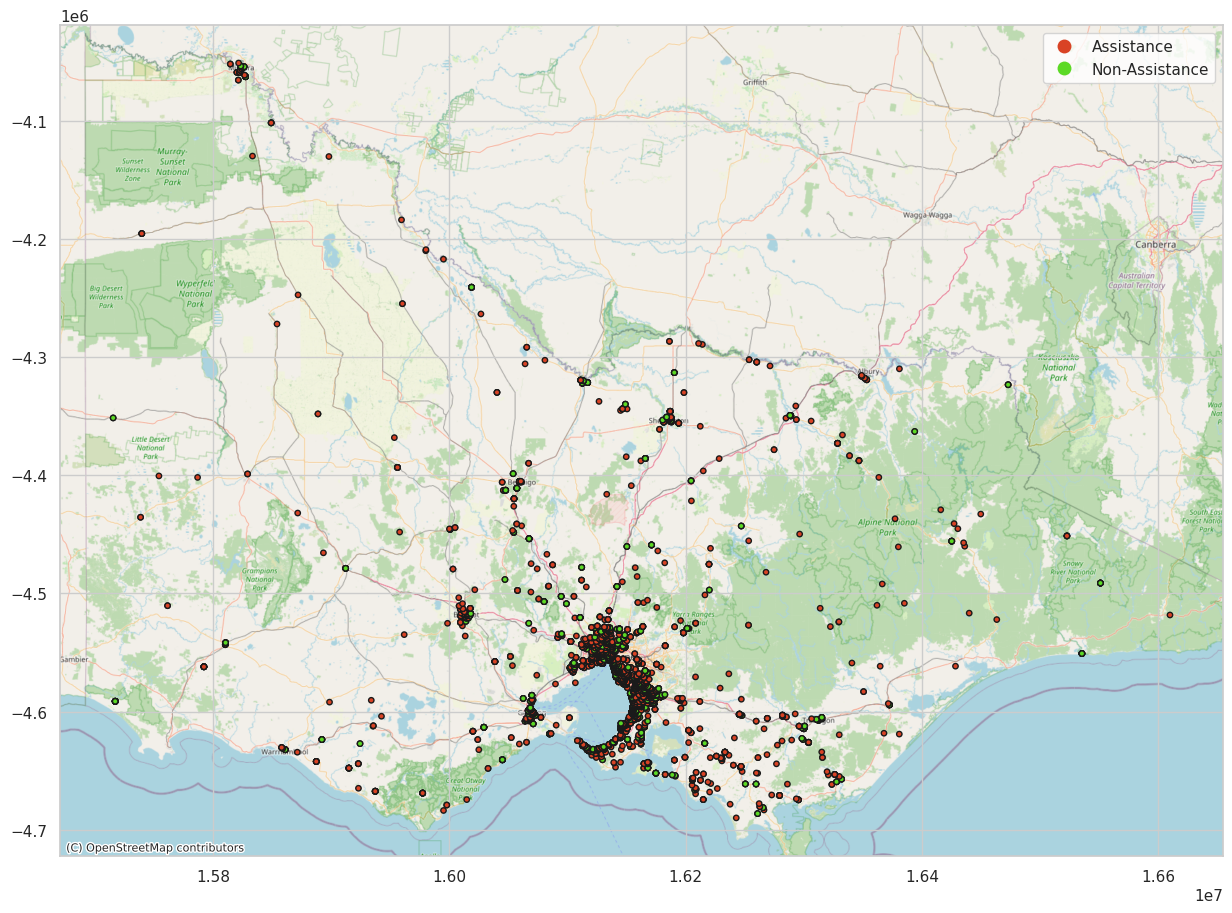 1e6
Assistance
Non-Assistance
Griffith
−4.1
Murray-
Sunset
National
Park
Sunset
Wilderness
Zone
Wagga Wagga
−4.2
Canberra
Australian
Capital Territory
Big Desert
Wilderness
Park
Wyperfeld
National
Park
−4.3
Kosciuszko
National
Park
Albury
Little Desert
National
Park
−4.4
Alpine National
Park
South East
Forest National
Park
Grampians
National
Park
Snowy
River National
Park
−4.5
Yarra Ranges
National
Park
Gambier
−4.6
Great Otway
National
−4.7
(C) OpenStreetMap contributors
1.58
1.60
1.62
1.64
1.66
1e7